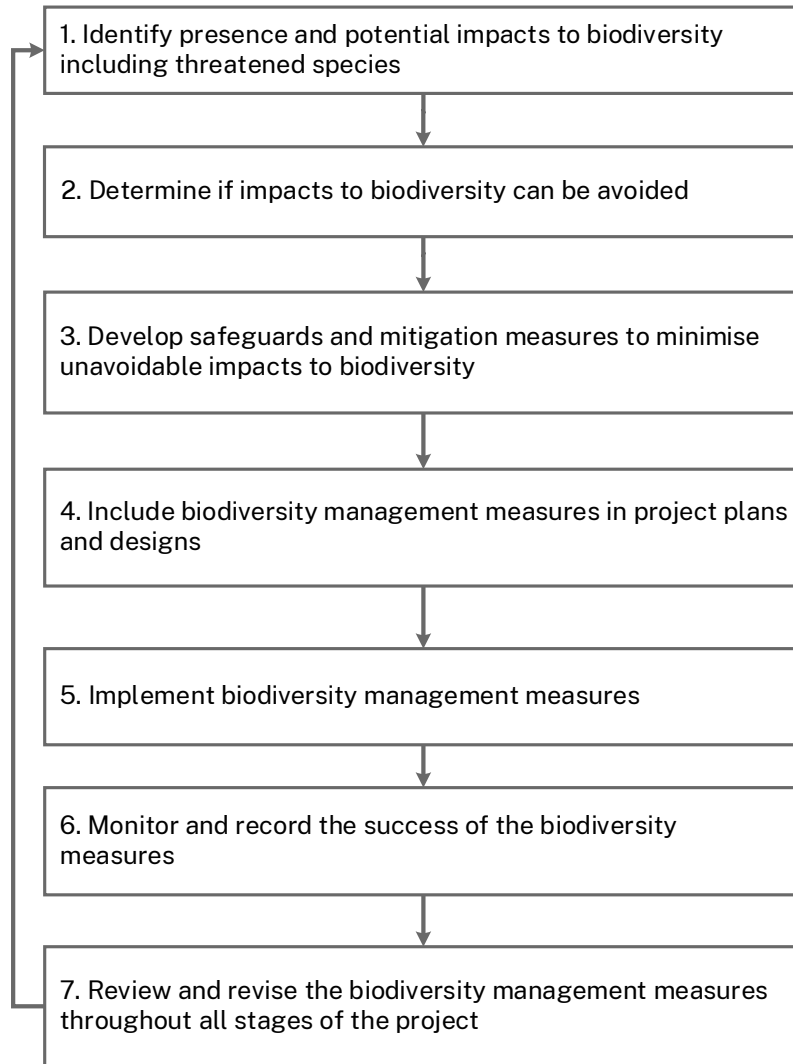 1. Identify presence and potential impacts to biodiversity
including threatened species
2. Determine if impacts to biodiversity can be avoided
3. Develop safeguards and mitigation measures to minimise
unavoidable impacts to biodiversity
4. Include biodiversity management measures in project plans
and designs
5. Implement biodiversity management measures
6. Monitor and record the success of the biodiversity
measures
7. Review and revise the biodiversity management measures
throughout all stages of the project